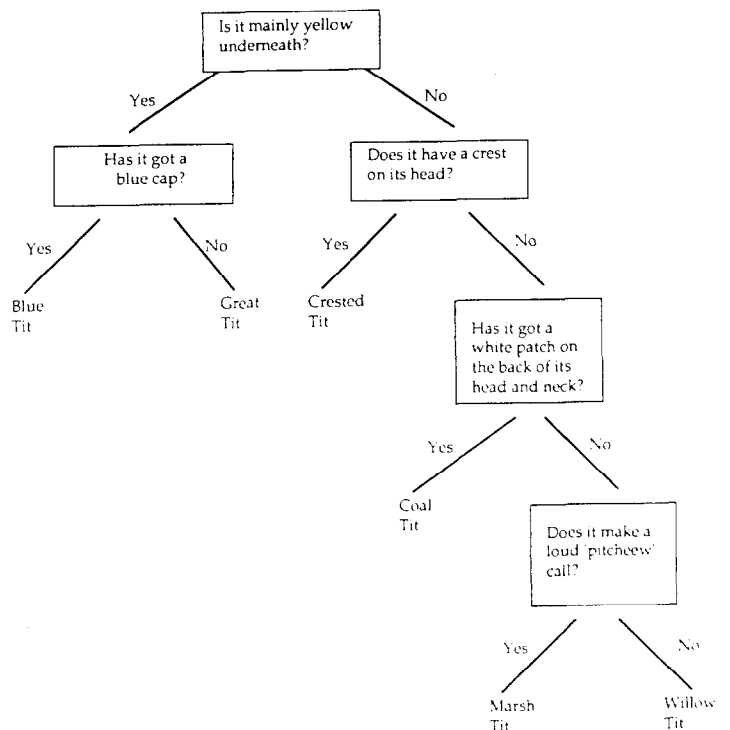 Is it mainly yellow
underneath?
Yes
No
Has it got a
blue cap?
Does it have a crest
on its head?
Yes
No
Yes
No
Blue
Tit
Great
Tit
Crested
Tit
Has it got a
white patch on
the back of its
head and neck?
Yes
No
Coal
Tit
Does it make a
loud 'pitcheew'
call?
Yes
No
Marsh
Tit
Willow
Tit